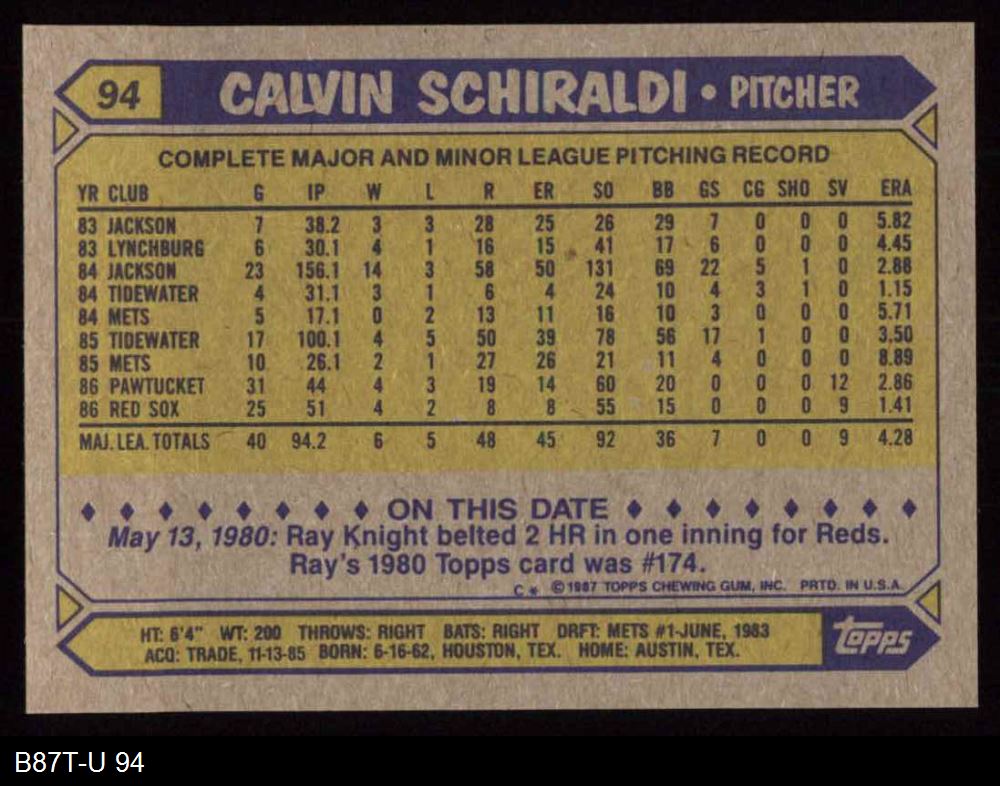 94 CALVIN SCHIRALDI • PITCHER
COMPLETE MAJOR AND MINOR LEAGUE PITCHING RECORD
YR CLUB G IP W L R ER SO BB GS CG SHO SV ERA
83 JACKSON 7 38.2 3 3 28 25 26 29 7 0 0 0 5.82
83 LYNCHBURG 6 30.1 4 1 16 15 41 17 6 0 0 0 4.45
84 JACKSON 23 156.1 14 3 58 50 131 69 22 5 1 0 2.88
84 TIDEWATER 4 31.1 3 1 6 4 24 10 4 3 1 0 1.15
84 METS 5 17.1 0 2 13 11 16 10 3 0 0 0 5.71
85 TIDEWATER 17 100.1 4 5 50 39 78 56 17 1 0 0 3.50
85 METS 10 26.1 2 1 27 26 21 11 4 0 0 0 8.89
86 PAWTUCKET 31 44 4 3 19 14 60 20 0 0 0 12 2.86
86 RED SOX 25 51 4 2 8 8 55 15 0 0 0 9 1.41
MAJ. LEA. TOTALS 40 94.2 6 5 48 45 92 36 7 0 0 9 4.28
♦ ♦ ♦ ♦ ♦ ♦ ♦ ♦ ON THIS DATE ♦ ♦ ♦ ♦ ♦ ♦ ♦ ♦
May 13, 1980: Ray Knight belted 2 HR in one inning for Reds.
Ray's 1980 Topps card was #174.
C* ©1987 TOPPS CHEWING GUM, INC. PRTD. IN U.S.A.
HT: 6'4" WT: 200 THROWS: RIGHT BATS: RIGHT DRFT: METS #1-JUNE, 1983
ACQ: TRADE, 11-13-85 BORN: 6-16-62, HOUSTON, TEX. HOME: AUSTIN, TEX.
topps
B87T-U 94